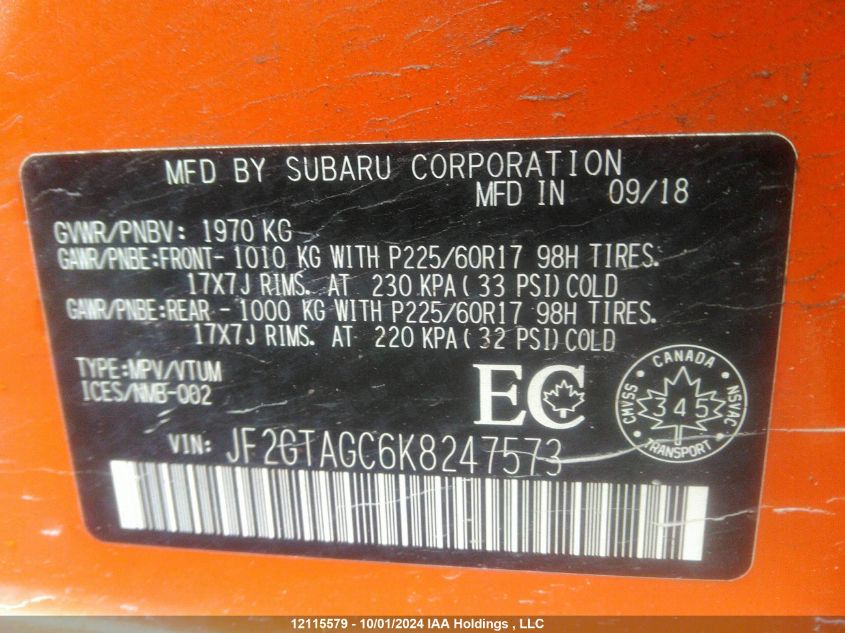 MFD BY SUBARU CORPORATION
MFD IN 09/18
GVWR/PNBV: 1970 KG
GAWR/PNBE:FRONT- 1010 KG WITH P225/60R17 98H TIRES.
17X7J RIMS. AT 230 KPA( 33 PSI)COLD
GAWR/PNBE:REAR - 1000 KG WITH P225/60R17 98H TIRES.
17X7J RIMS. AT 220 KPA( 32 PSI)COLD
TYPE:MPV/VTUM
ICES/NMB-002
EC
CANADA
CMVSS 345 NSVAC
TRANSPORT
VIN: JF2GTAGC6K8247573
12115579 - 10/01/2024 IAA Holdings , LLC